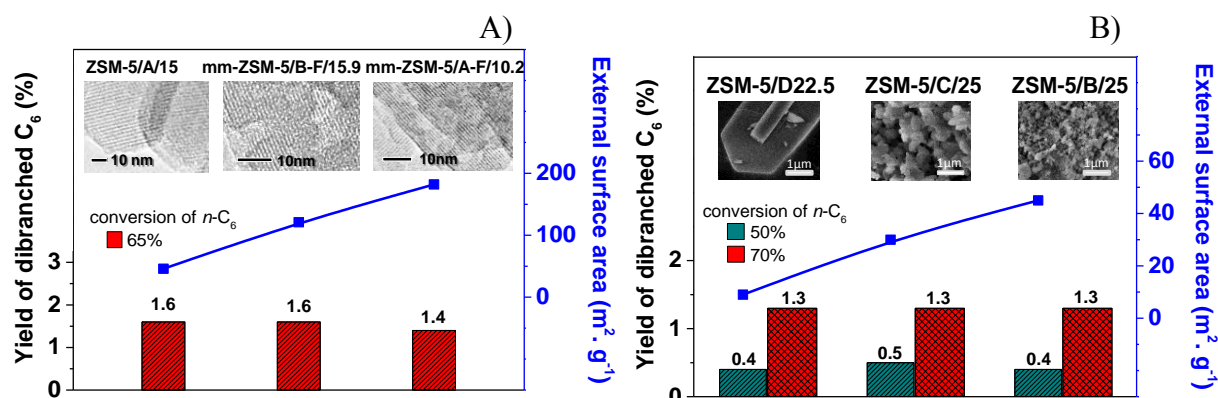 A)
ZSM-5/A/15 mm-ZSM-5/B-F/15.9 mm-ZSM-5/A-F/10.2
10 nm
10nm
10nm
conversion of n-C6
65%
Yield of dibranched C6 (%)
3
2
1
0
1.6
1.6
1.4
200
100
0
External surface area (m². g⁻¹)
B)
ZSM-5/D22.5 ZSM-5/C/25 ZSM-5/B/25
1µm
1µm
1µm
conversion of n-C6
50%
70%
Yield of dibranched C6 (%)
2
1
0
0.4
1.3
0.5
1.3
0.4
1.3
60
40
20
0
External surface area (m². g⁻¹)